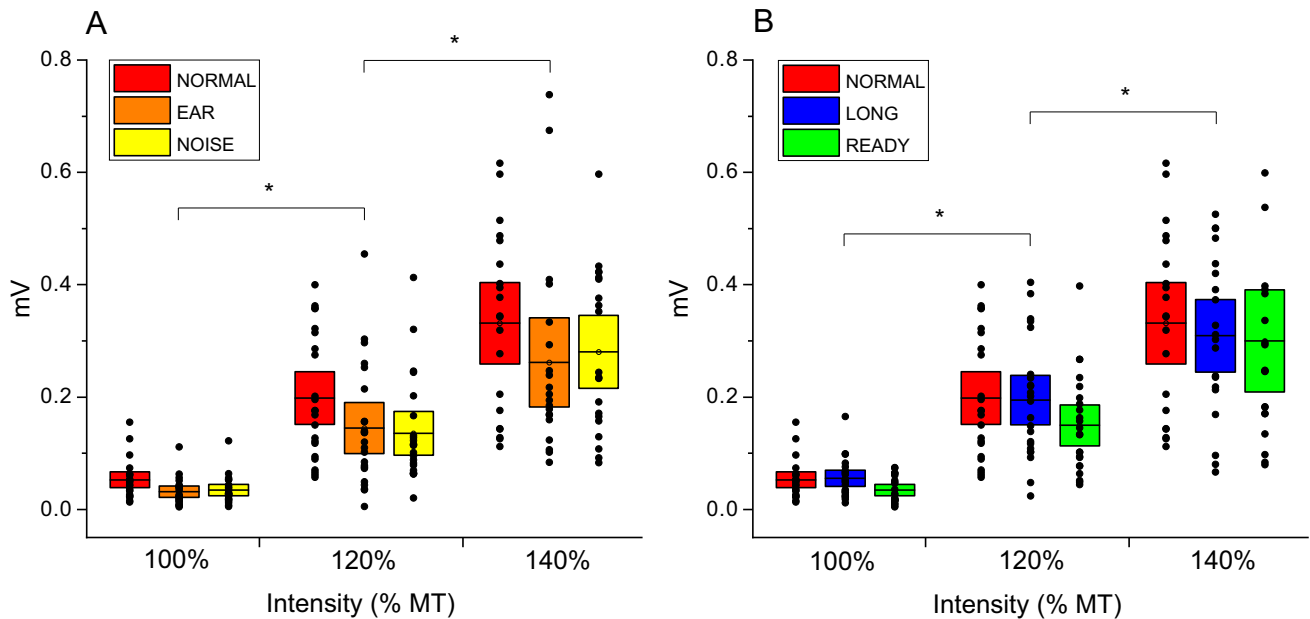 A
0.8
0.6
0.4
0.2
0.0
mV
NORMAL
EAR
NOISE
*
*
100%
120%
140%
Intensity (% MT)
B
0.8
0.6
0.4
0.2
0.0
mV
NORMAL
LONG
READY
*
*
100%
120%
140%
Intensity (% MT)